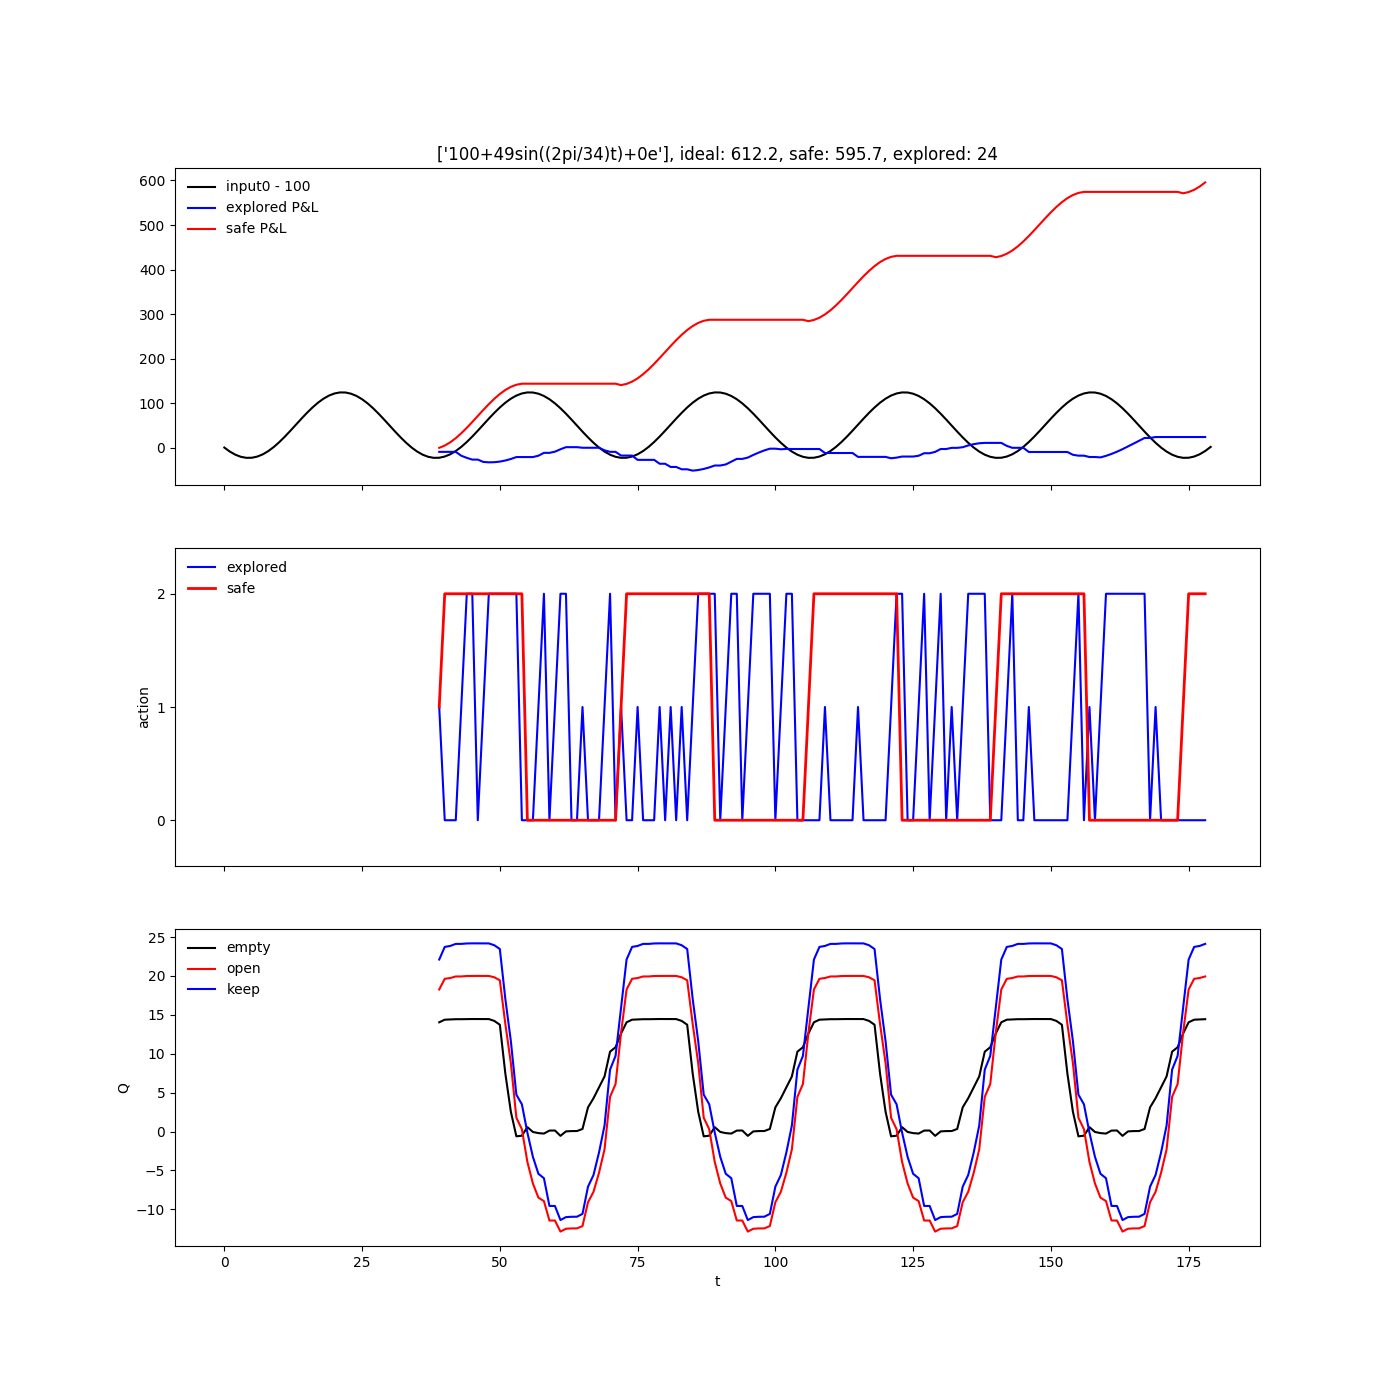 ['100+49sin((2pi/34)t)+0e'], ideal: 612.2, safe: 595.7, explored: 24
600
500
400
300
200
100
0
input0 - 100
explored P&L
safe P&L
2
1
0
action
explored
safe
25
20
15
10
5
0
−5
−10
Q
empty
open
keep
0 25 50 75 100 125 150 175
t